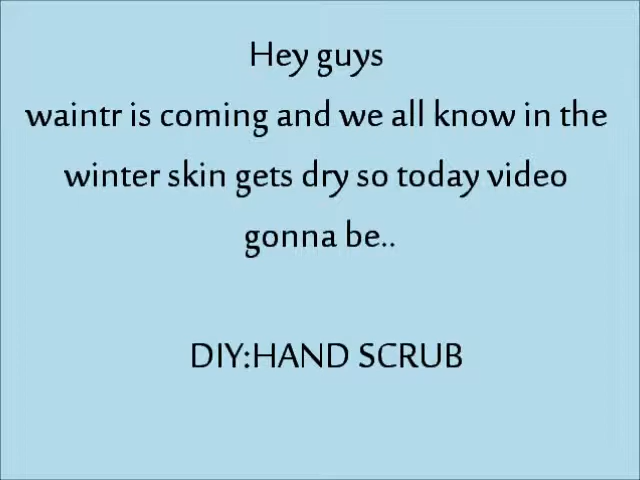 Hey guys
waintr is coming and we all know in the
winter skin gets dry so today video
gonna be..
DIY:HAND SCRUB